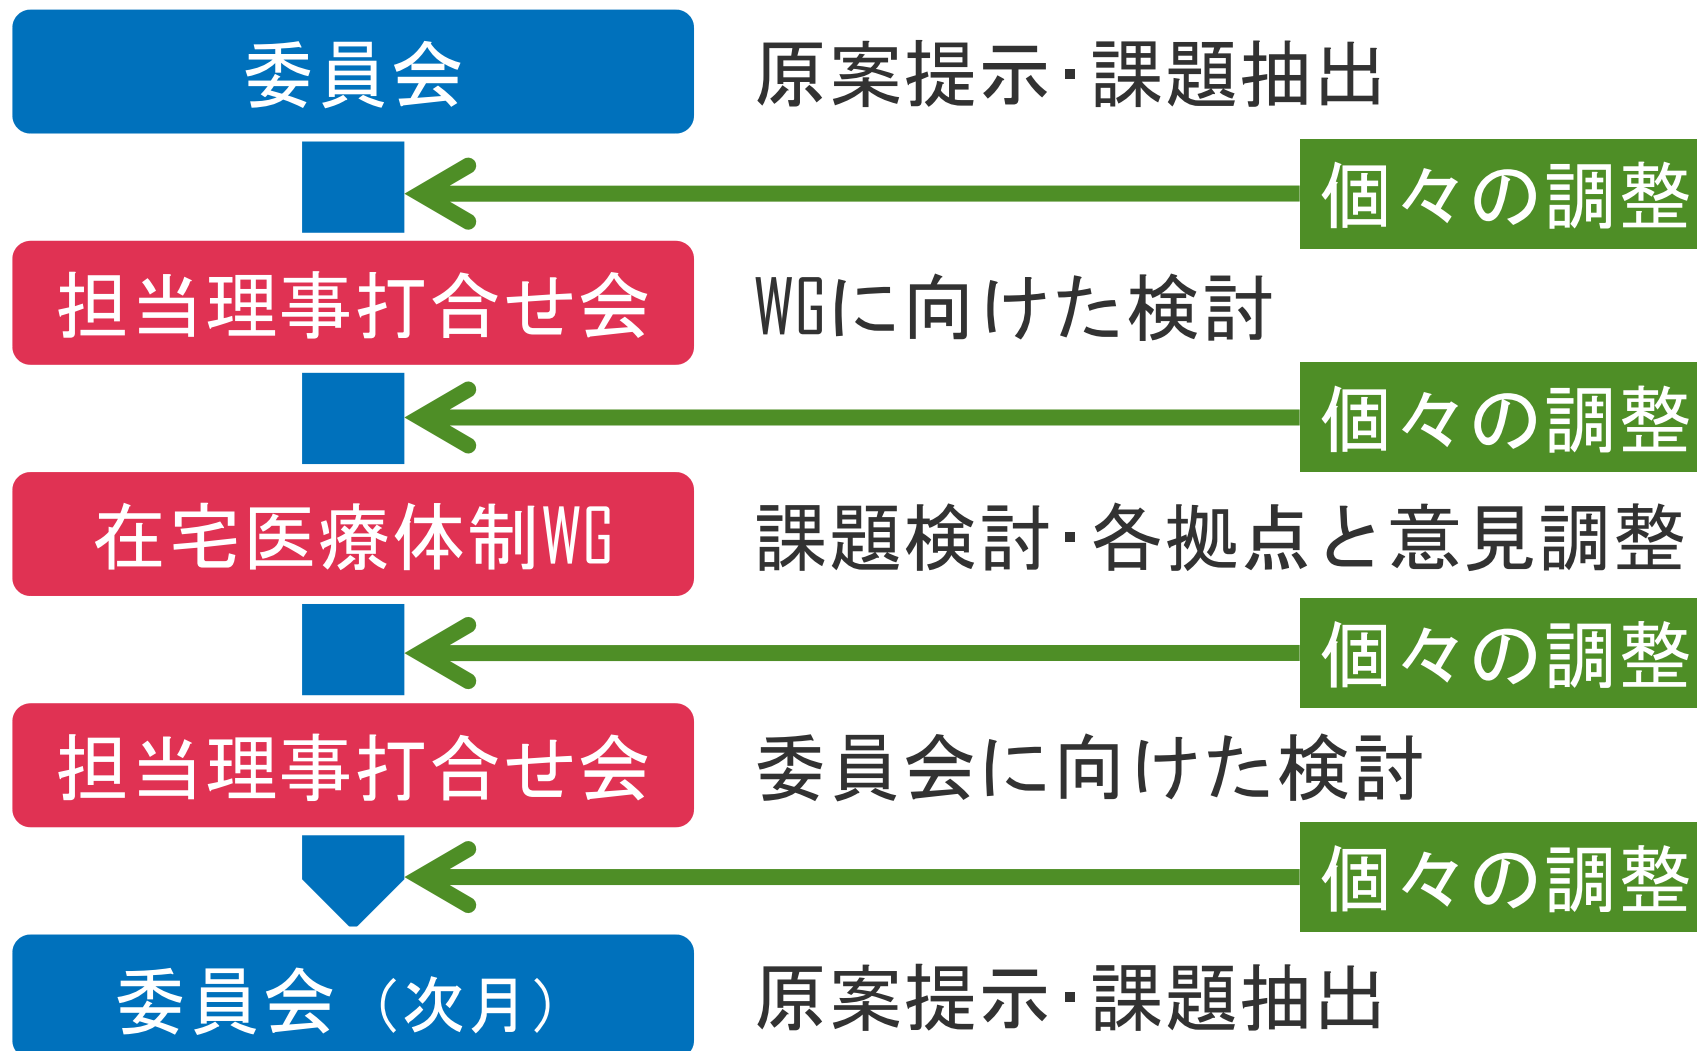 委員会
原案提示･課題抽出
個々の調整
担当理事打合せ会
WGに向けた検討
個々の調整
在宅医療体制WG
課題検討･各拠点と意見調整
個々の調整
担当理事打合せ会
委員会に向けた検討
個々の調整
委員会（次月）
原案提示･課題抽出